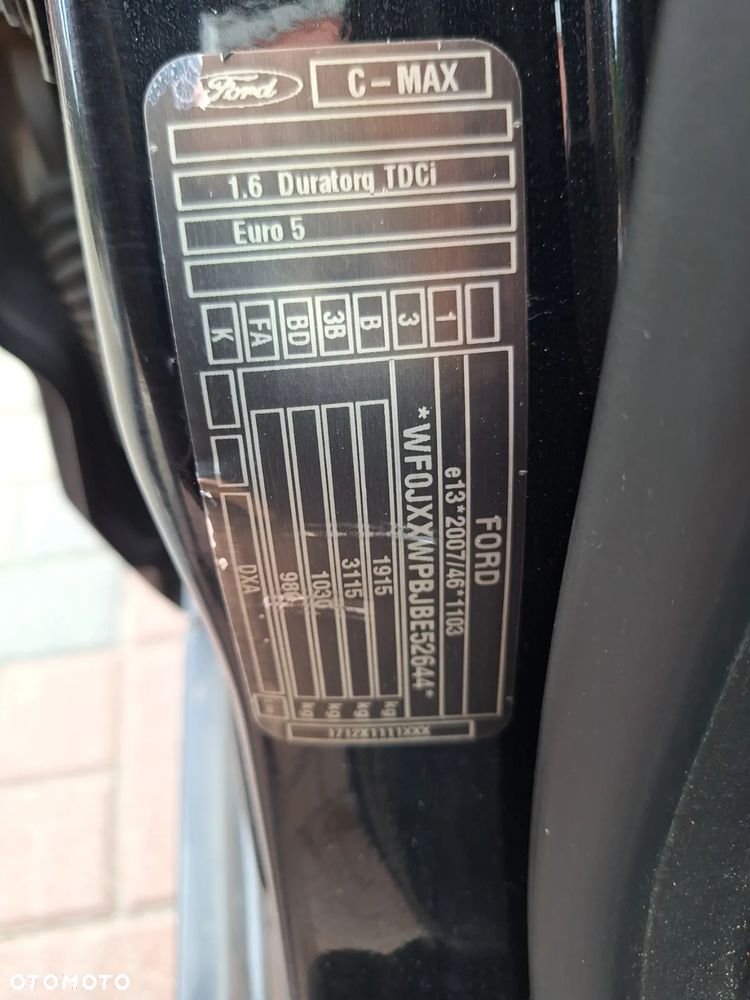 Ford C-MAX
1.6 Duratorq TDCi
Euro 5
K FA BD 3B B 3 1
FORD
e13*2007/46*1103
*WF0JXXWPBJBE52644*
1915 kg
3115 kg
1030 kg
kg
DXA
OTOMOTO